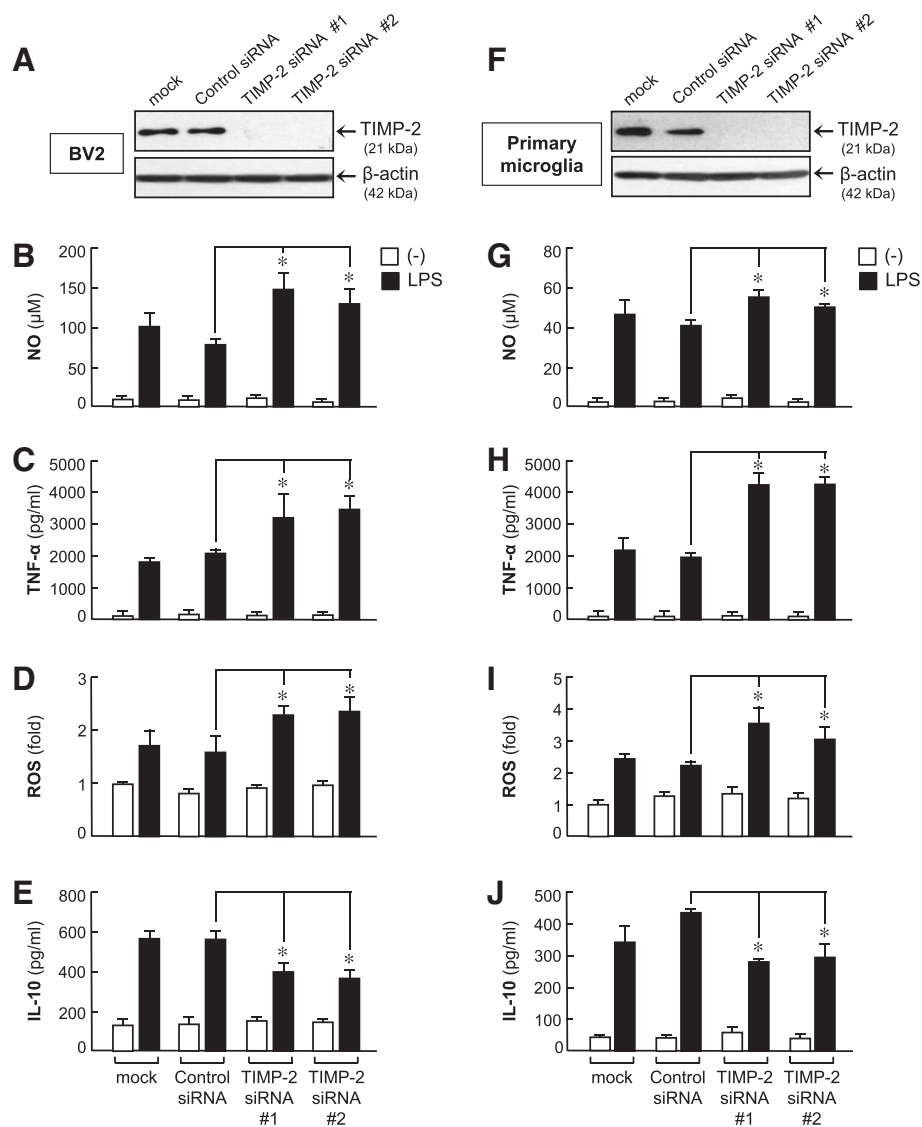 A
mock
Control siRNA
TIMP-2 siRNA #1
TIMP-2 siRNA #2
BV2
TIMP-2
(21 kDa)
β-actin
(42 kDa)
F
mock
Control siRNA
TIMP-2 siRNA #1
TIMP-2 siRNA #2
Primary
microglia
TIMP-2
(21 kDa)
β-actin
(42 kDa)
B
NO (μM)
200
150
100
50
0
* *
(-)
LPS
G
NO (μM)
80
60
40
20
0
* *
(-)
LPS
C
TNF-α (pg/ml)
5000
4000
3000
2000
1000
0
* *
H
TNF-α (pg/ml)
5000
4000
3000
2000
1000
0
* *
D
ROS (fold)
3
2
1
0
* *
I
ROS (fold)
5
4
3
2
1
0
* *
E
IL-10 (pg/ml)
800
600
400
200
0
* *
mock
Control
siRNA
TIMP-2
siRNA
#1
TIMP-2
siRNA
#2
J
IL-10 (pg/ml)
500
400
300
200
100
0
* *
mock
Control
siRNA
TIMP-2
siRNA
#1
TIMP-2
siRNA
#2